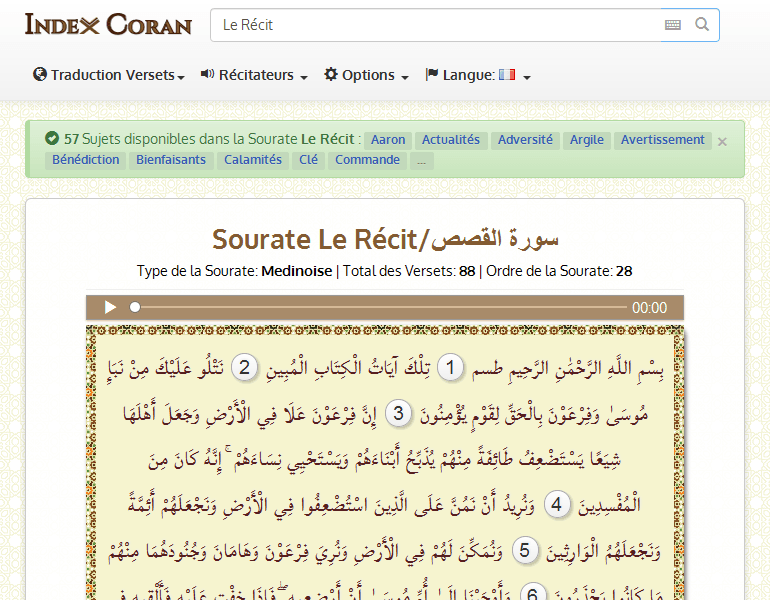 Index Coran
Le Récit
Traduction Versets Récitateurs Options Langue:
57 Sujets disponibles dans la Sourate Le Récit : Aaron Actualités Adversité Argile Avertissement ×
Bénédiction Bienfaisants Calamités Clé Commande ...
Sourate Le Récit/سورة القصص
Type de la Sourate: Medinoise | Total des Versets: 88 | Ordre de la Sourate: 28
00:00
بِسْمِ اللَّهِ الرَّحْمَٰنِ الرَّحِيمِ طسم 1 تِلْكَ آيَاتُ الْكِتَابِ الْمُبِينِ 2 نَتْلُو عَلَيْكَ مِنْ نَبَإِ
مُوسَىٰ وَفِرْعَوْنَ بِالْحَقِّ لِقَوْمٍ يُؤْمِنُونَ 3 إِنَّ فِرْعَوْنَ عَلَا فِي الْأَرْضِ وَجَعَلَ أَهْلَهَا
شِيَعًا يَسْتَضْعِفُ طَائِفَةً مِنْهُمْ يُذَبِّحُ أَبْنَاءَهُمْ وَيَسْتَحْيِي نِسَاءَهُمْ ۚ إِنَّهُ كَانَ مِنَ
الْمُفْسِدِينَ 4 وَنُرِيدُ أَنْ نَمُنَّ عَلَى الَّذِينَ اسْتُضْعِفُوا فِي الْأَرْضِ وَنَجْعَلَهُمْ أَئِمَّةً
وَنَجْعَلَهُمُ الْوَارِثِينَ 5 وَنُمَكِّنَ لَهُمْ فِي الْأَرْضِ وَنُرِيَ فِرْعَوْنَ وَهَامَانَ وَجُنُودَهُمَا مِنْهُمْ
مَا كَانُوا يَحْذَرُونَ 6 وَأَوْحَيْنَا إِلَىٰ أُمِّ مُوسَىٰ أَنْ أَرْضِعِيهِ ۖ فَإِذَا خِفْتِ عَلَيْهِ فَأَلْقِيهِ فِي